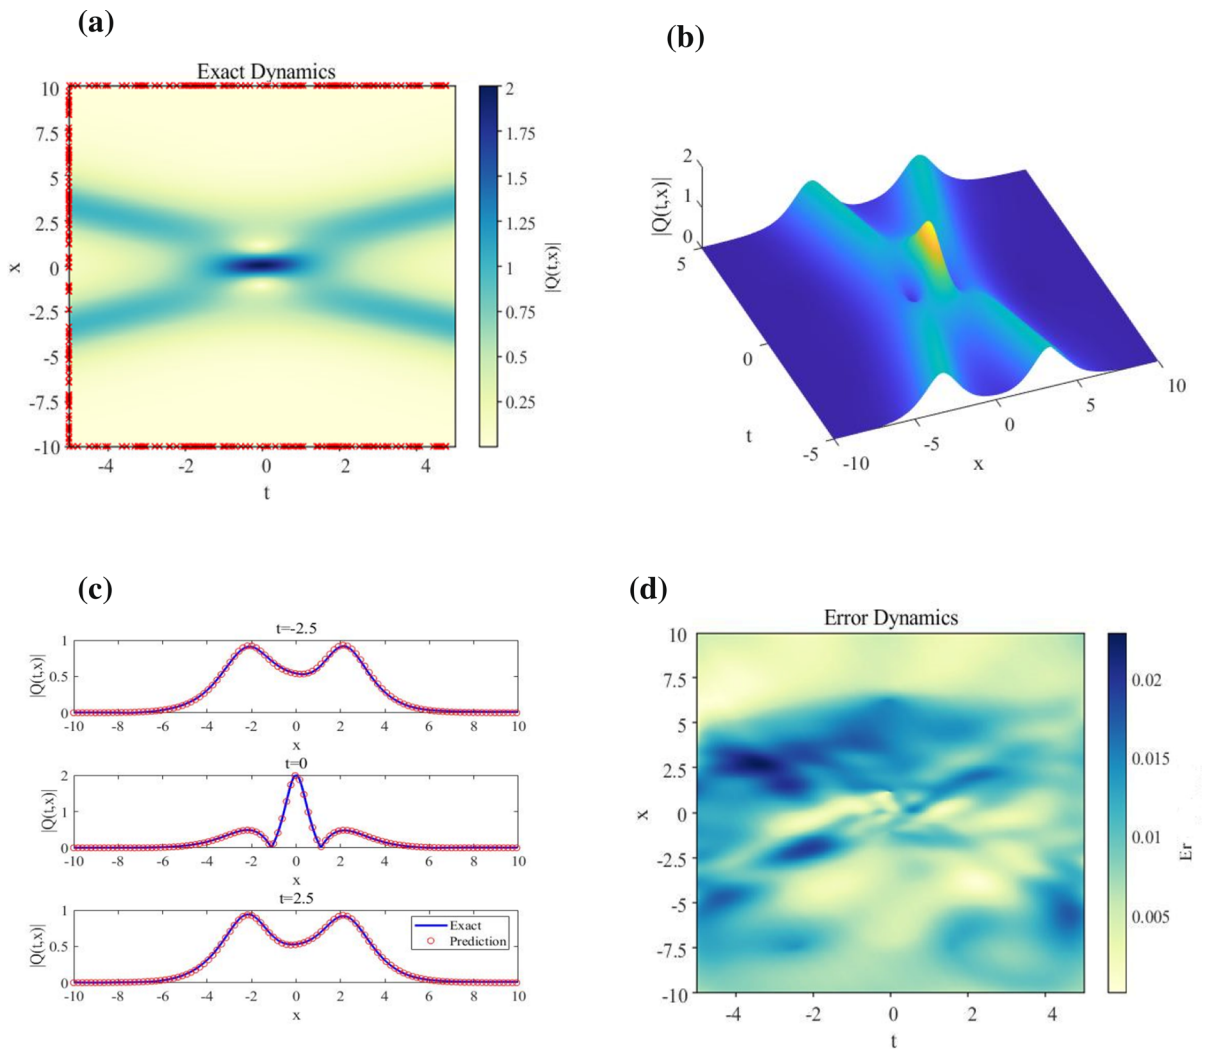 (a)
Exact Dynamics
10
7.5
5
2.5
0
-2.5
-5
-7.5
-10
x
-4 -2 0 2 4
t
2
1.75
1.5
1.25
1
0.75
0.5
0.25
|Q(t,x)|
(b)
|Q(t,x)|
2
1
0
5
0
-5
t
-10
-5
0
5
10
x
(c)
t=-2.5
|Q(t,x)|
1
0.5
0
-10 -8 -6 -4 -2 0 2 4 6 8 10
x
t=0
|Q(t,x)|
2
1
0
-10 -8 -6 -4 -2 0 2 4 6 8 10
x
t=2.5
|Q(t,x)|
1
0.5
0
Exact
Prediction
-10 -8 -6 -4 -2 0 2 4 6 8 10
x
(d)
Error Dynamics
10
7.5
5
2.5
0
-2.5
-5
-7.5
-10
x
-4 -2 0 2 4
t
0.02
0.015
0.010
0.005
Er